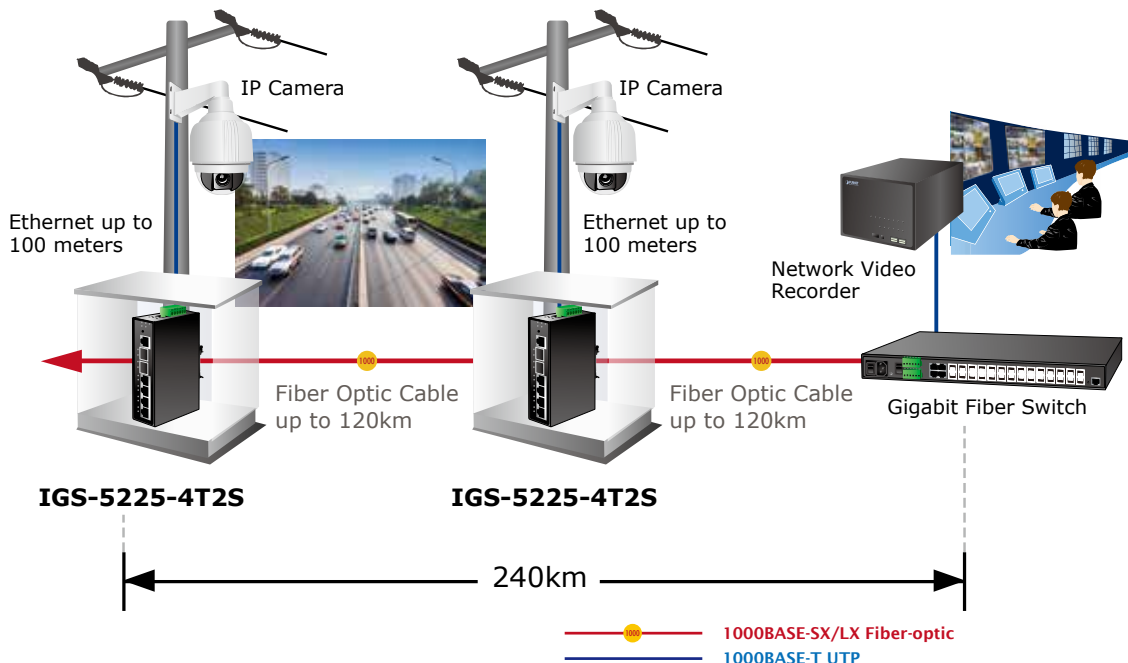 IP Camera
IP Camera
Ethernet up to
100 meters
Ethernet up to
100 meters
Network Video
Recorder
1000
1000
Fiber Optic Cable
up to 120km
Fiber Optic Cable
up to 120km
Gigabit Fiber Switch
IGS-5225-4T2S
IGS-5225-4T2S
240km
1000
1000BASE-SX/LX Fiber-optic
1000BASE-T UTP